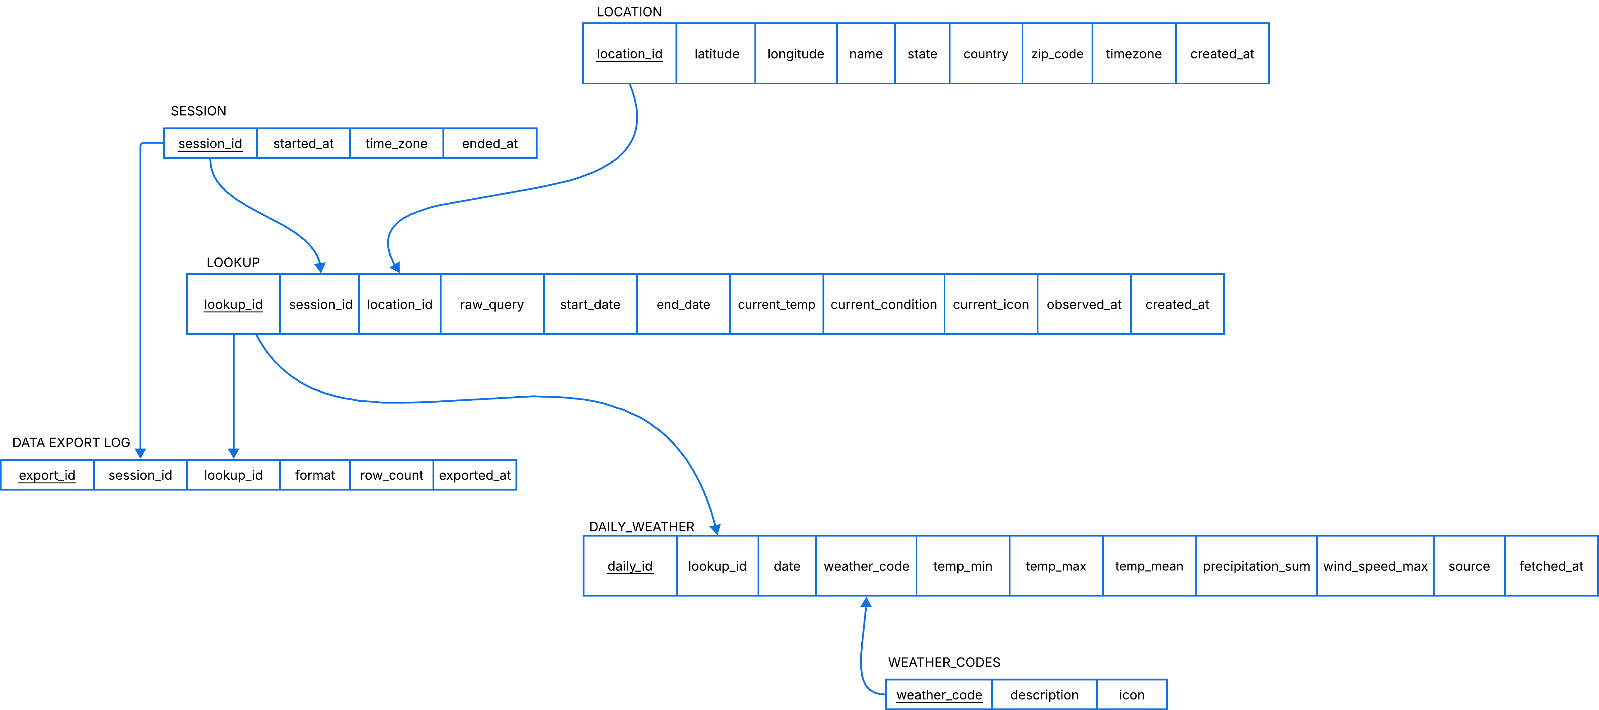 LOCATION
location_id latitude longitude name state country zip_code timezone created_at
SESSION
session_id started_at time_zone ended_at
LOOKUP
lookup_id session_id location_id raw_query start_date end_date current_temp current_condition current_icon observed_at created_at
DATA EXPORT LOG
export_id session_id lookup_id format row_count exported_at
DAILY_WEATHER
daily_id lookup_id date weather_code temp_min temp_max temp_mean precipitation_sum wind_speed_max source fetched_at
WEATHER_CODES
weather_code description icon